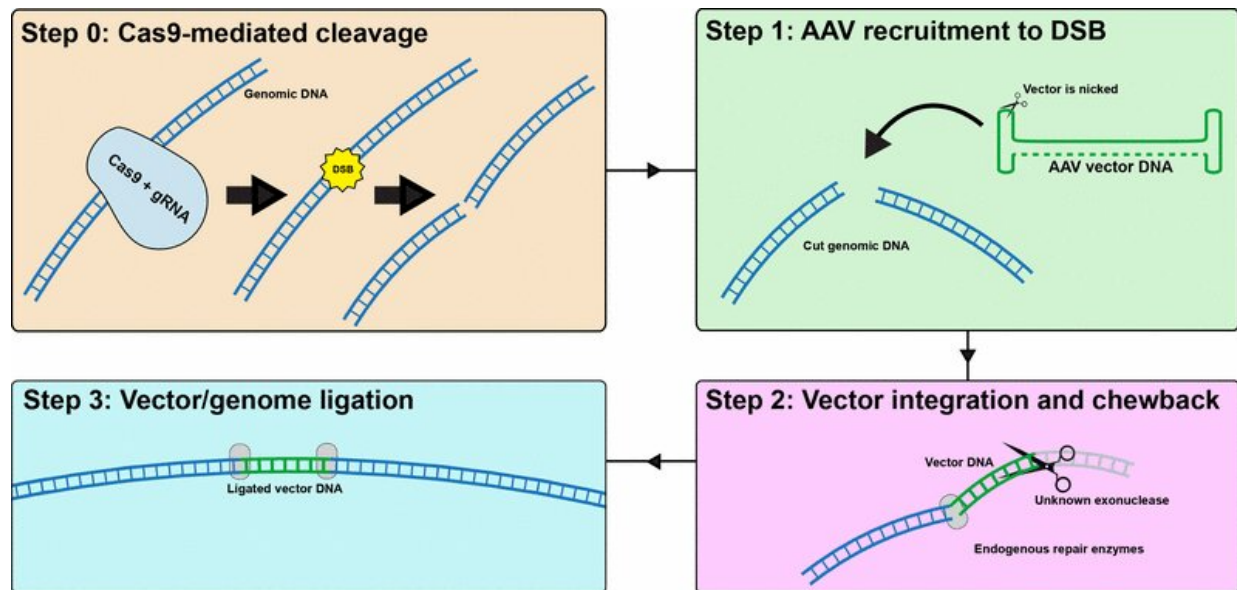 Step 0: Cas9-mediated cleavage
Genomic DNA
Cas9 + gRNA
DSB
Step 1: AAV recruitment to DSB
Vector is nicked
AAV vector DNA
Cut genomic DNA
Step 2: Vector integration and chewback
Vector DNA
Unknown exonuclease
Endogenous repair enzymes
Step 3: Vector/genome ligation
Ligated vector DNA